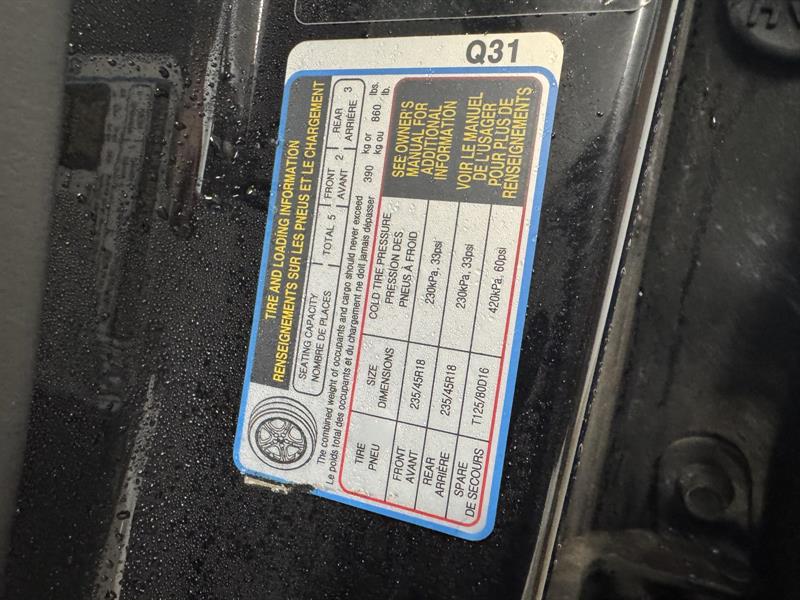 Q31
TIRE AND LOADING INFORMATION
RENSEIGNEMENTS SUR LES PNEUS ET LE CHARGEMENT
SEATING CAPACITY
NOMBRE DE PLACES
TOTAL 5
FRONT
AVANT 2
REAR
ARRIÈRE 3
The combined weight of occupants and cargo should never exceed 390 kg or 860 lbs.
Le poids total des occupants et du chargement ne doit jamais dépasser kg ou lb.
TIRE
PNEU
SIZE
DIMENSIONS
COLD TIRE PRESSURE
PRESSION DES
PNEUS À FROID
FRONT
AVANT
235/45R18
230kPa, 33psi
REAR
ARRIÈRE
235/45R18
230kPa, 33psi
SPARE
DE SECOURS
T125/80D16
420kPa, 60psi
SEE OWNER'S
MANUAL FOR
ADDITIONAL
INFORMATION
VOIR LE MANUEL
DE L'USAGER
POUR PLUS DE
RENSEIGNEMENTS